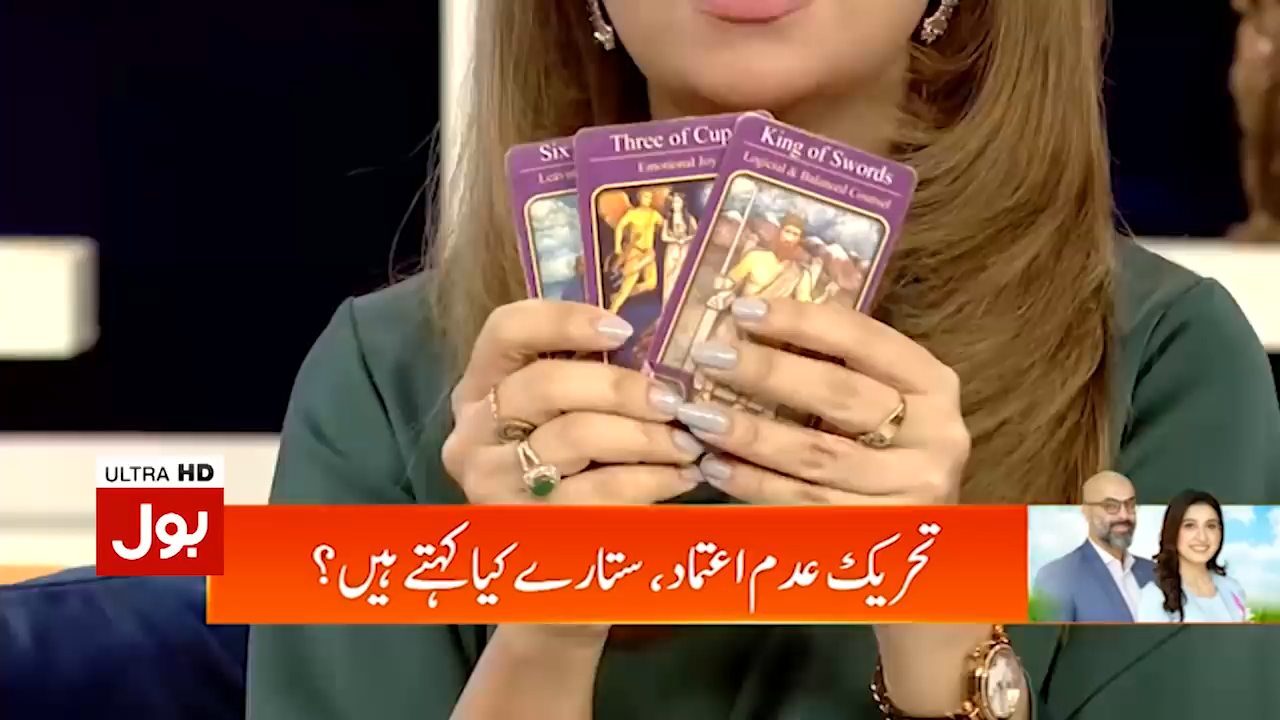 Six
Three of Cup
Emotional Joy
King of Swords
Logical & Balanced Counsel
ULTRA HD
بول
تحریک عدم اعتماد، ستارے کیا کہتے ہیں؟